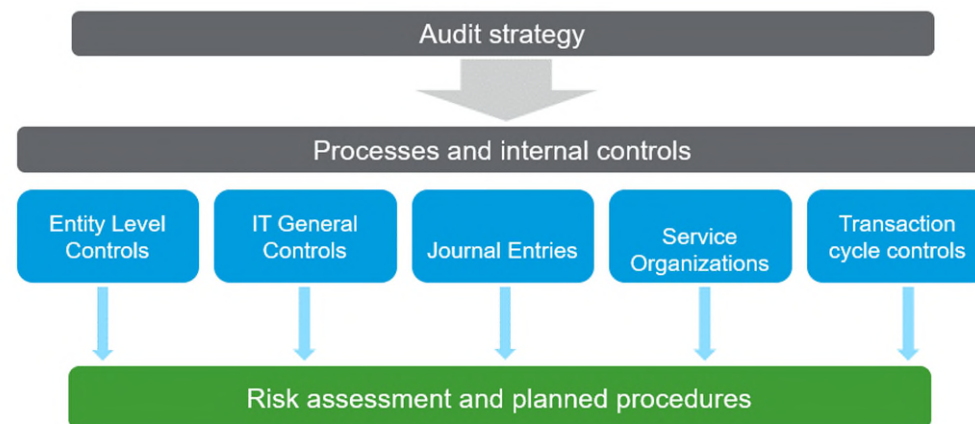 Audit strategy
Processes and internal controls
Entity Level
Controls
IT General
Controls
Journal Entries
Service
Organizations
Transaction
cycle controls
Risk assessment and planned procedures